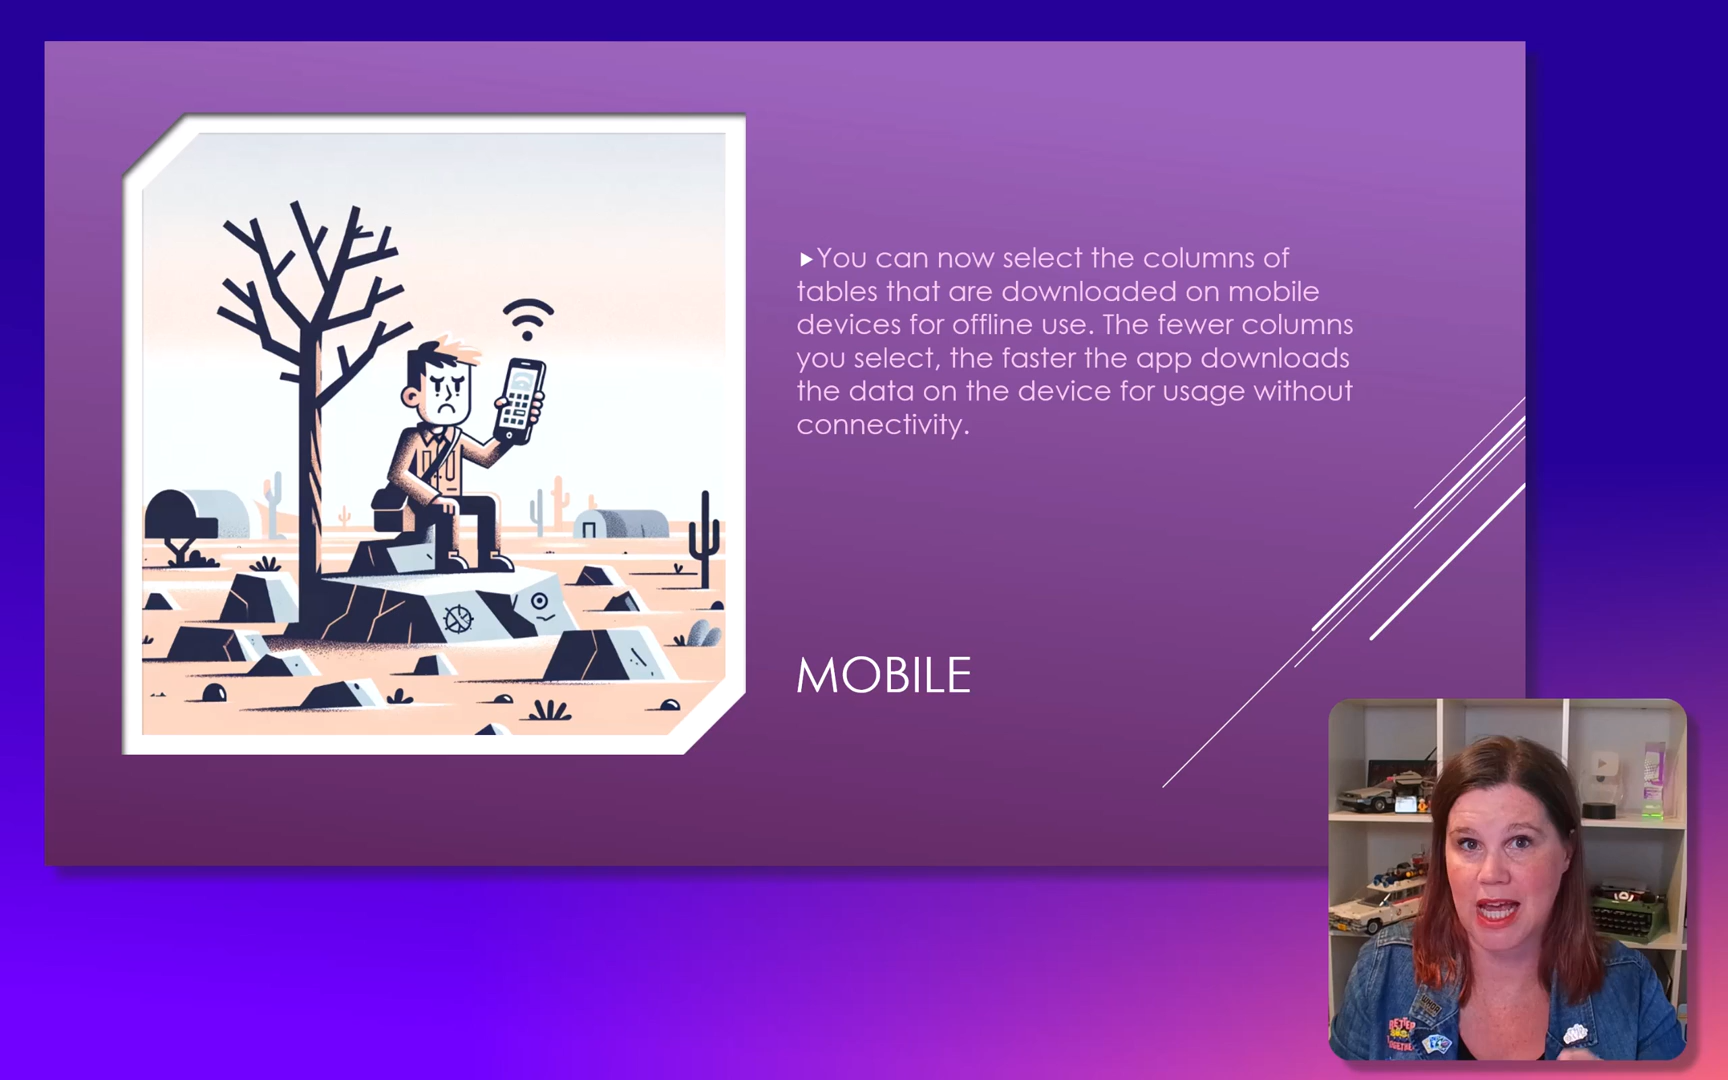 ►You can now select the columns of
tables that are downloaded on mobile
devices for offline use. The fewer columns
you select, the faster the app downloads
the data on the device for usage without
connectivity.
MOBILE